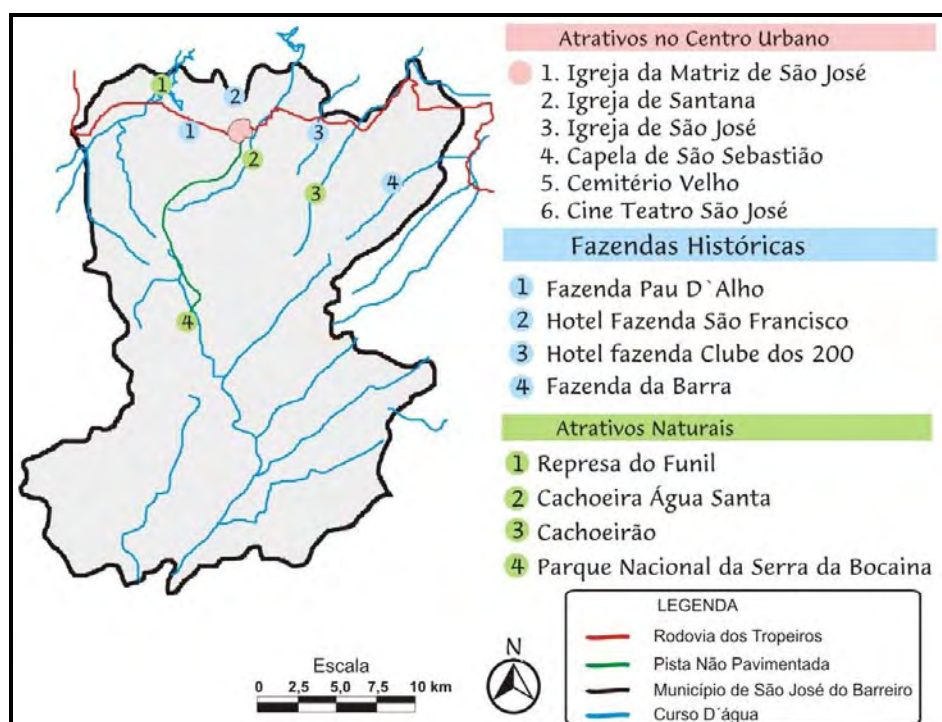 1
2
1
2
3
3
4
4
Atrativos no Centro Urbano
1. Igreja da Matriz de São José
2. Igreja de Santana
3. Igreja de São José
4. Capela de São Sebastião
5. Cemitério Velho
6. Cine Teatro São José
Fazendas Históricas
1 Fazenda Pau D`Alho
2 Hotel Fazenda São Francisco
3 Hotel fazenda Clube dos 200
4 Fazenda da Barra
Atrativos Naturais
1 Represa do Funil
2 Cachoeira Água Santa
3 Cachoeirão
4 Parque Nacional da Serra da Bocaina
LEGENDA
Rodovia dos Tropeiros
Pista Não Pavimentada
Município de São José do Barreiro
Curso D´água
N
Escala
0 2,5 5,0 7,5 10 km